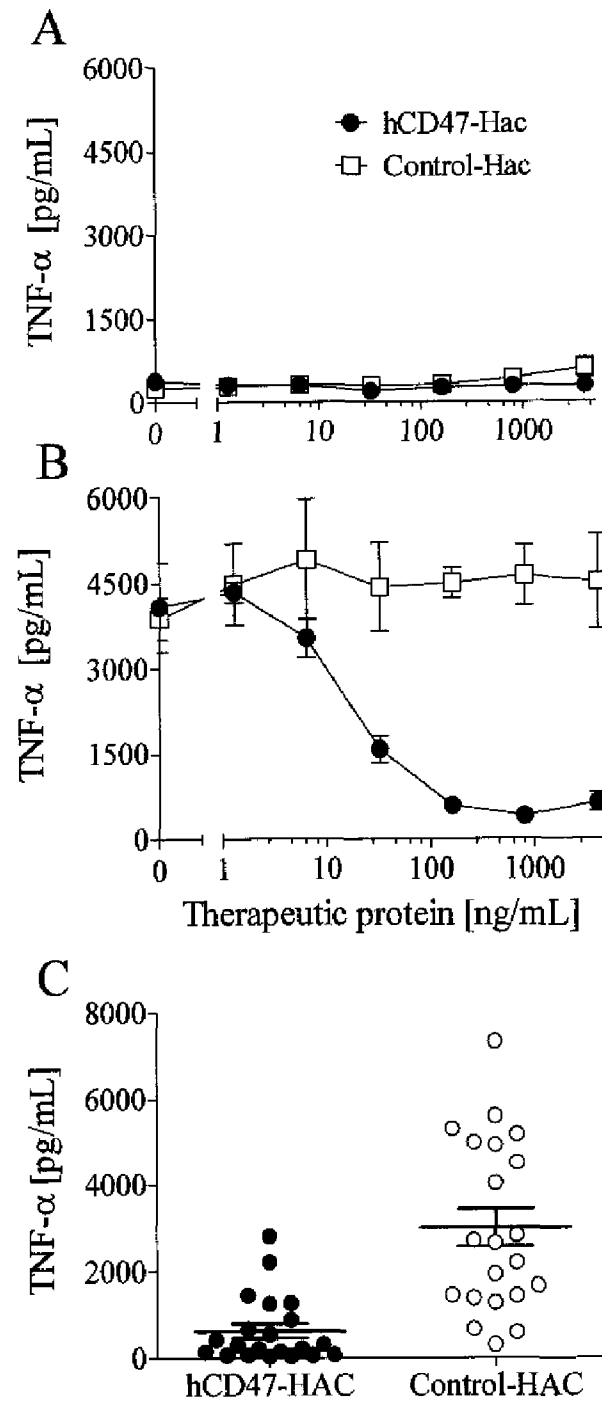 A
TNF-α [pg/mL]
6000
4500
3000
1500
0
hCD47-Hac
Control-Hac
0 1 10 100 1000
B
TNF-α [pg/mL]
6000
4500
3000
1500
0
0 1 10 100 1000
Therapeutic protein [ng/mL]
C
TNF-α [pg/mL]
8000
6000
4000
2000
0
hCD47-HAC Control-HAC